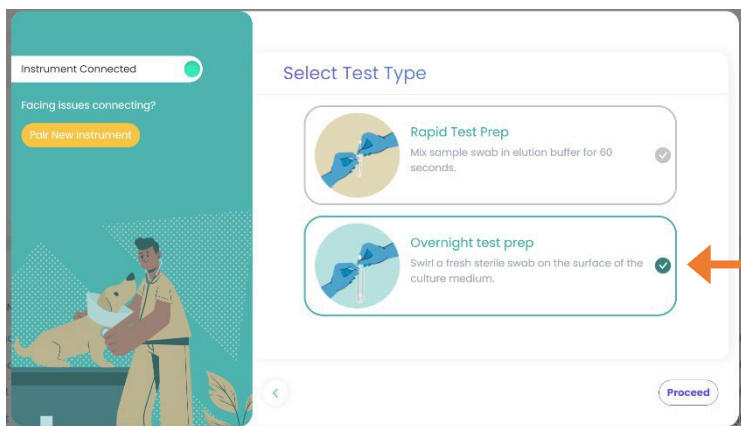 Instrument Connected
Facing issues connecting?
Pair New Instrument
Select Test Type
Rapid Test Prep
Mix sample swab in elution buffer for 60
seconds.
Overnight test prep
Swirl a fresh sterile swab on the surface of the
culture medium.
Proceed